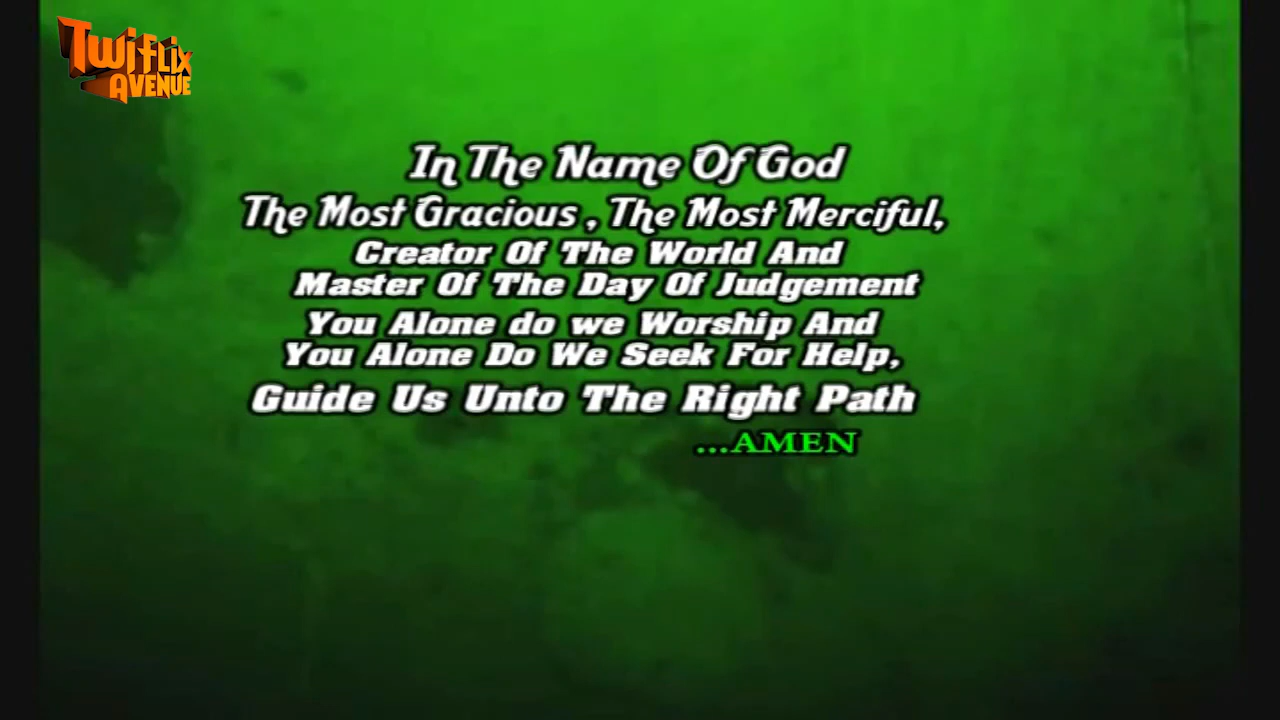 Twiflix
Avenue
In The Name Of God
The Most Gracious , The Most Merciful,
Creator Of The World And
Master Of The Day Of Judgement
You Alone do we Worship And
You Alone Do We Seek For Help,
Guide Us Unto The Right Path
...AMEN